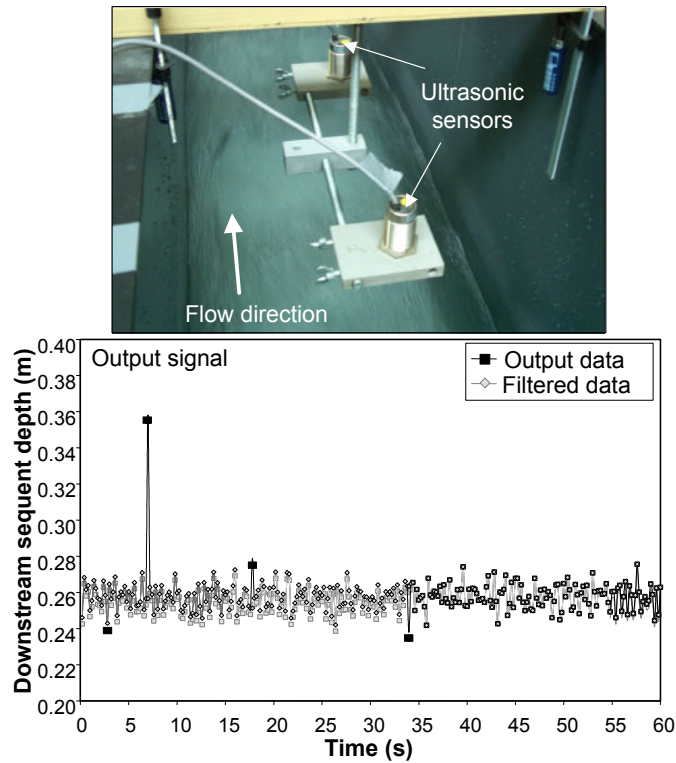 Ultrasonic
sensors
Flow direction
Output signal
Output data
Filtered data
Downstream sequent depth (m)
0.40
0.38
0.36
0.34
0.32
0.30
0.28
0.26
0.24
0.22
0.20
0 5 10 15 20 25 30 35 40 45 50 55 60
Time (s)